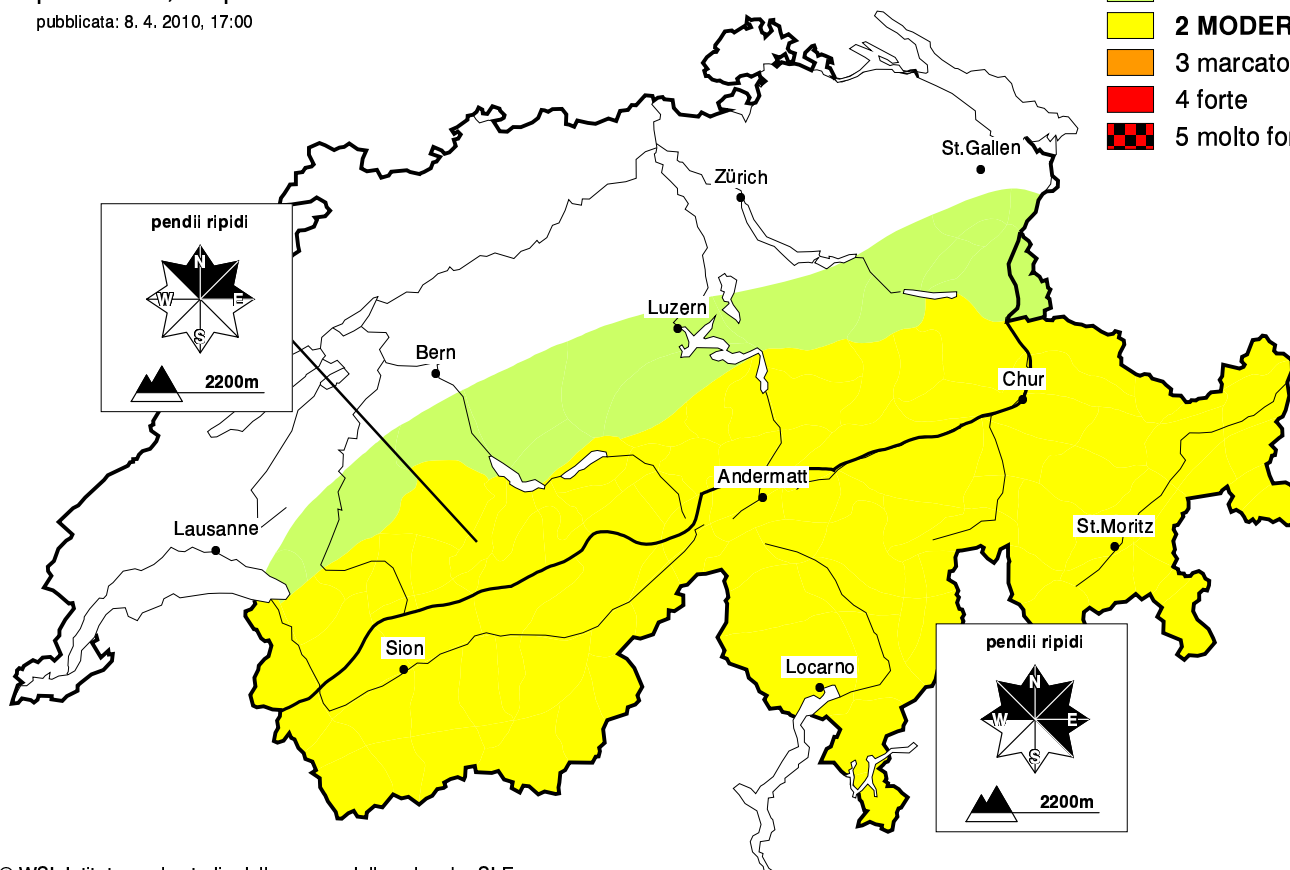 pubblicata: 8. 4. 2010, 17:00
2 MODER
3 marcato
4 forte
5 molto for
St.Gallen
Zürich
pendii ripidi
N
W E
S
2200m
Luzern
Bern
Chur
Andermatt
Lausanne
St.Moritz
Sion
Locarno
pendii ripidi
N
W E
S
2200m